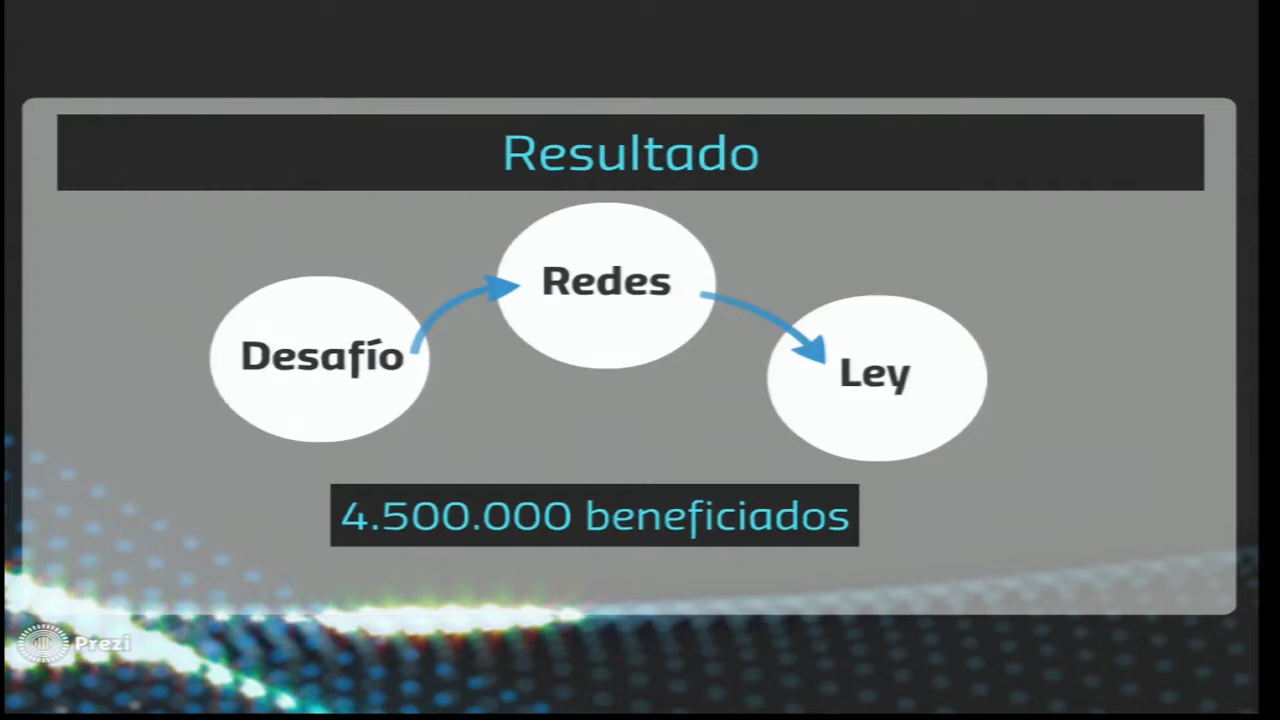 Resultado
Redes
Desafío
Ley
4.500.000 beneficiados
Prezi